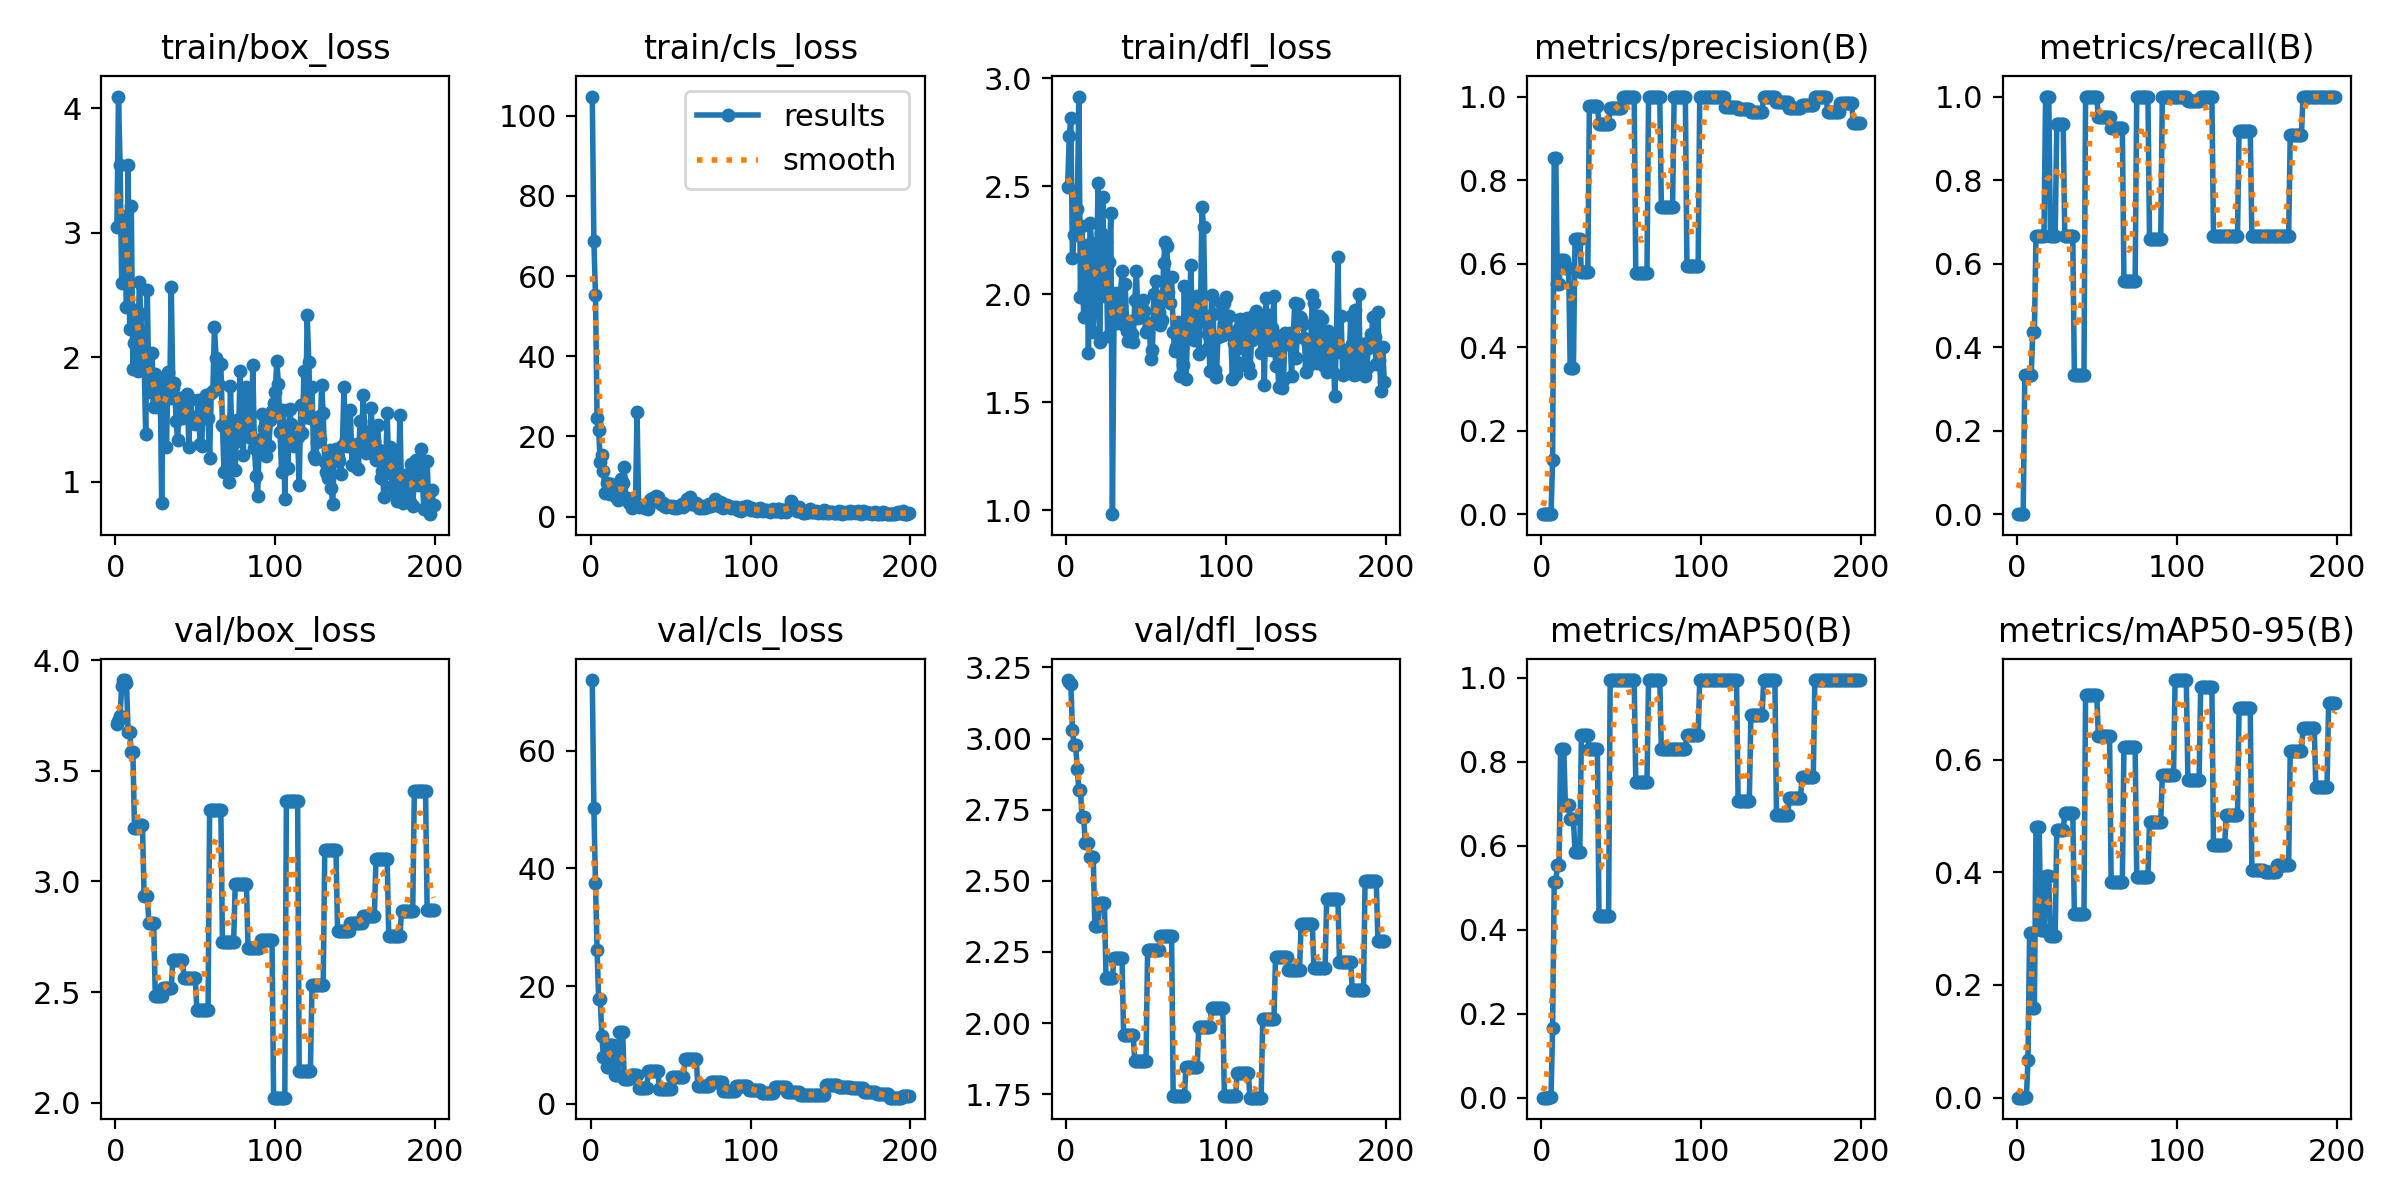 train/box_loss
4
3
2
1
0 100 200
train/cls_loss
results
smooth
100
80
60
40
20
0
0 100 200
train/dfl_loss
3.0
2.5
2.0
1.5
1.0
0 100 200
metrics/precision(B)
1.0
0.8
0.6
0.4
0.2
0.0
0 100 200
metrics/recall(B)
1.0
0.8
0.6
0.4
0.2
0.0
0 100 200
val/box_loss
4.0
3.5
3.0
2.5
2.0
0 100 200
val/cls_loss
60
40
20
0
0 100 200
val/dfl_loss
3.25
3.00
2.75
2.50
2.25
2.00
1.75
0 100 200
metrics/mAP50(B)
1.0
0.8
0.6
0.4
0.2
0.0
0 100 200
metrics/mAP50-95(B)
0.6
0.4
0.2
0.0
0 100 200